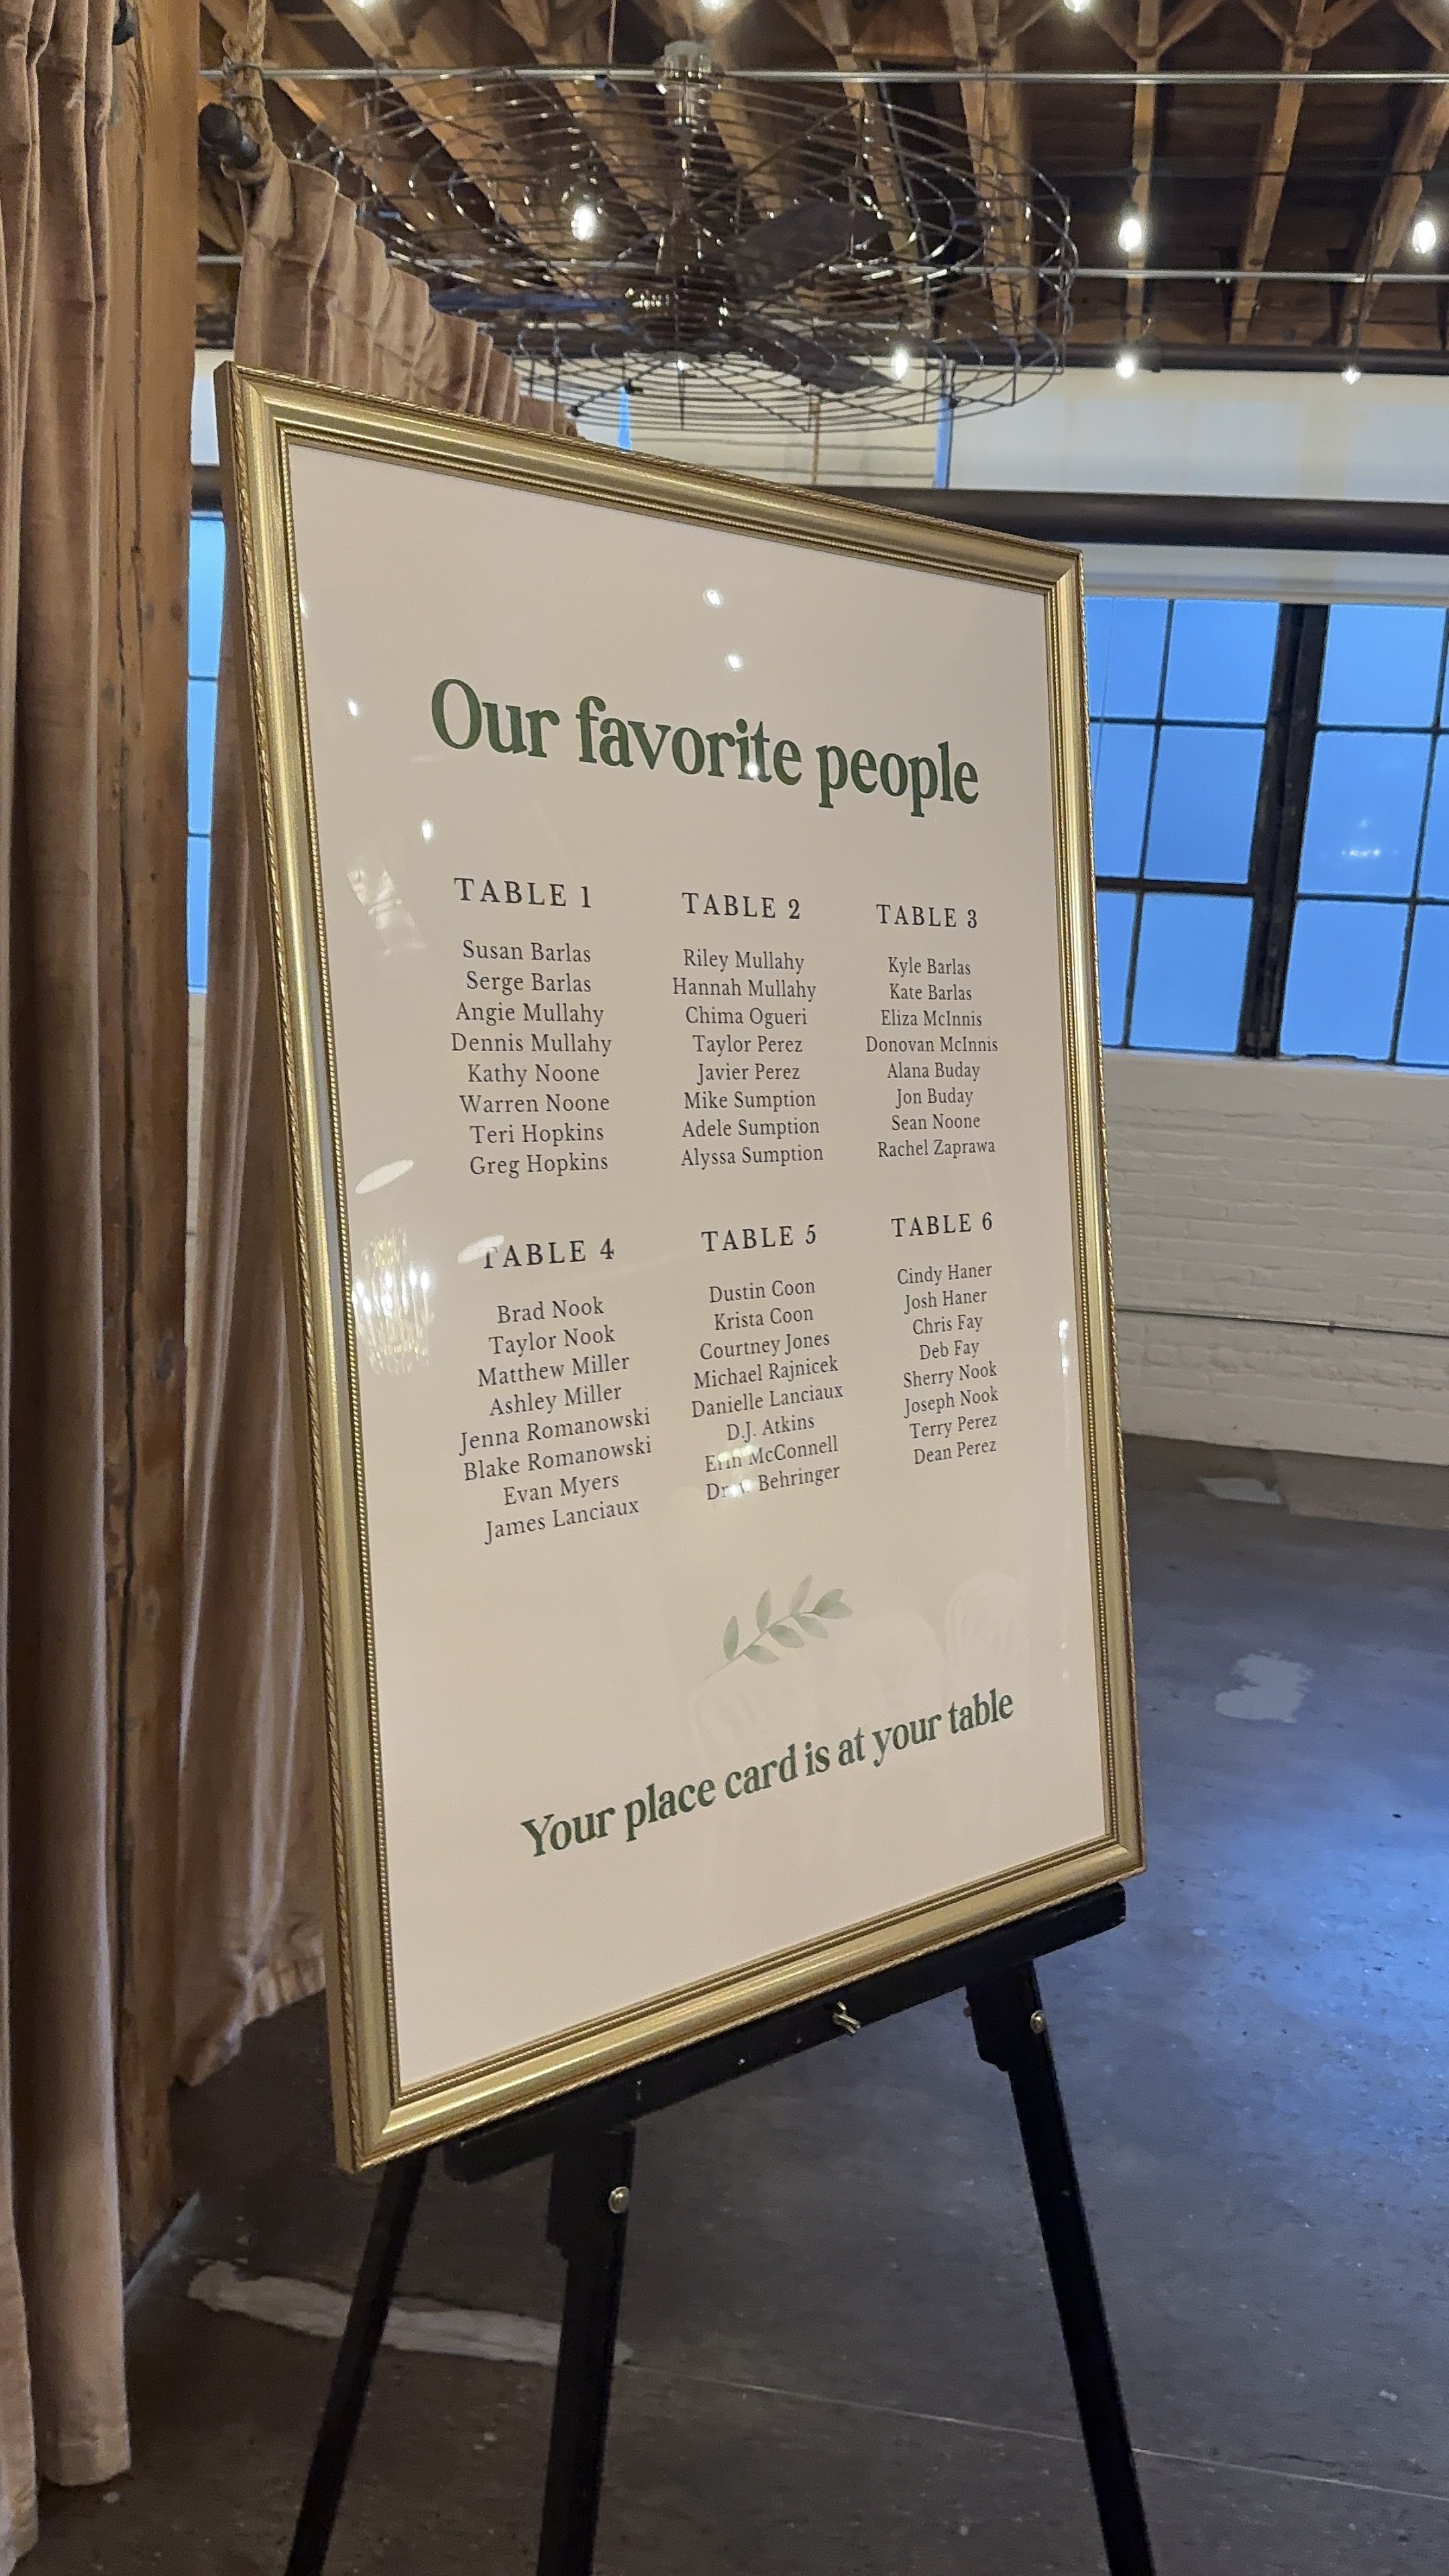 Our favorite people
TABLE 1
Susan Barlas
Serge Barlas
Angie Mullahy
Dennis Mullahy
Kathy Noone
Warren Noone
Teri Hopkins
Greg Hopkins
TABLE 2
Riley Mullahy
Hannah Mullahy
Chima Ogueri
Taylor Perez
Javier Perez
Mike Sumption
Adele Sumption
Alyssa Sumption
TABLE 3
Kyle Barlas
Kate Barlas
Eliza McInnis
Donovan McInnis
Alana Buday
Jon Buday
Sean Noone
Rachel Zaprawa
TABLE 4
Brad Nook
Taylor Nook
Matthew Miller
Ashley Miller
Jenna Romanowski
Blake Romanowski
Evan Myers
James Lanciaux
TABLE 5
Dustin Coon
Krista Coon
Courtney Jones
Michael Rajnicek
Danielle Lanciaux
D.J. Atkins
Erin McConnell
Behringer
TABLE 6
Cindy Haner
Josh Haner
Chris Fay
Deb Fay
Sherry Nook
Joseph Nook
Terry Perez
Dean Perez
Your place card is at your table